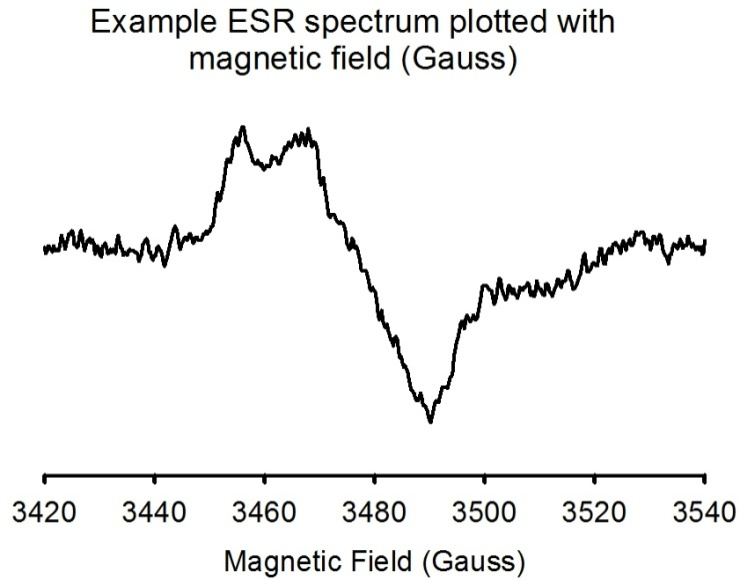 Example ESR spectrum plotted with
magnetic field (Gauss)
3420 3440 3460 3480 3500 3520 3540
Magnetic Field (Gauss)